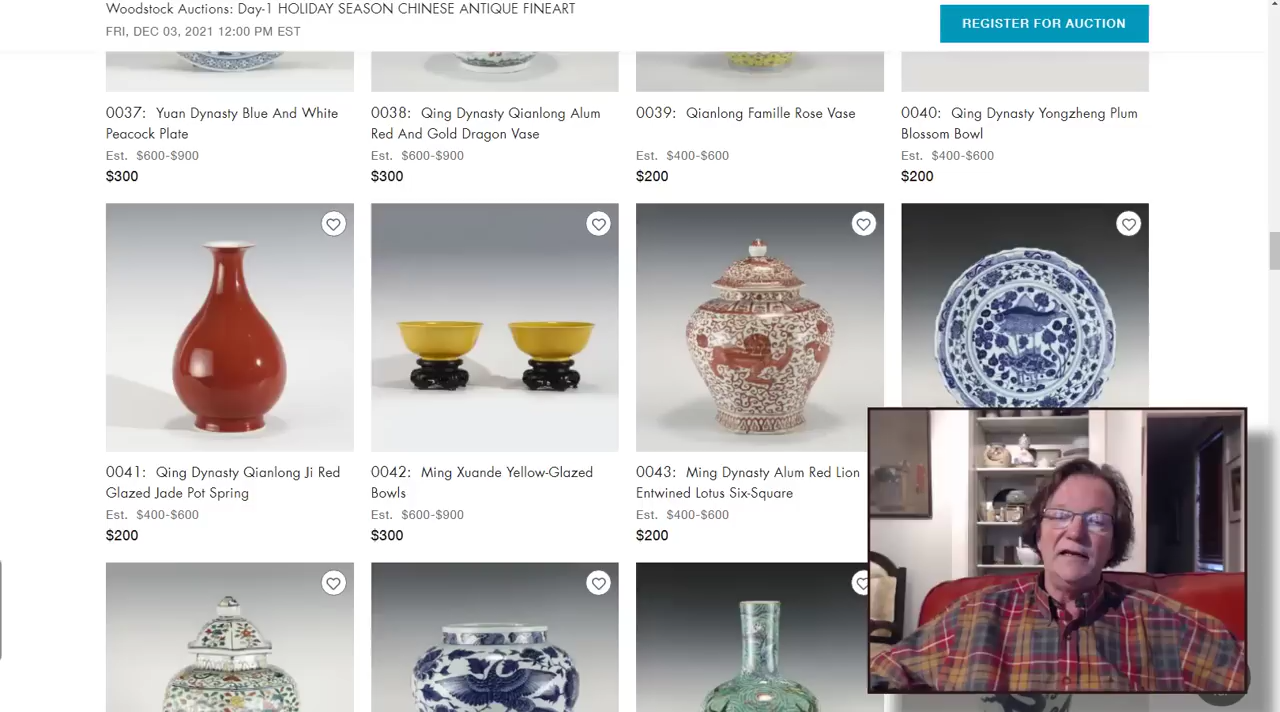 Woodstock Auctions: Day-1 HOLIDAY SEASON CHINESE ANTIQUE FINEART
FRI, DEC 03, 2021 12:00 PM EST
REGISTER FOR AUCTION
0037: Yuan Dynasty Blue And White
Peacock Plate
Est. $600-$900
$300
0038: Qing Dynasty Qianlong Alum
Red And Gold Dragon Vase
Est. $600-$900
$300
0039: Qianlong Famille Rose Vase
Est. $400-$600
$200
0040: Qing Dynasty Yongzheng Plum
Blossom Bowl
Est. $400-$600
$200
0041: Qing Dynasty Qianlong Ji Red
Glazed Jade Pot Spring
Est. $400-$600
$200
0042: Ming Xuande Yellow-Glazed
Bowls
Est. $600-$900
$300
0043: Ming Dynasty Alum Red Lion
Entwined Lotus Six-Square
Est. $400-$600
$200